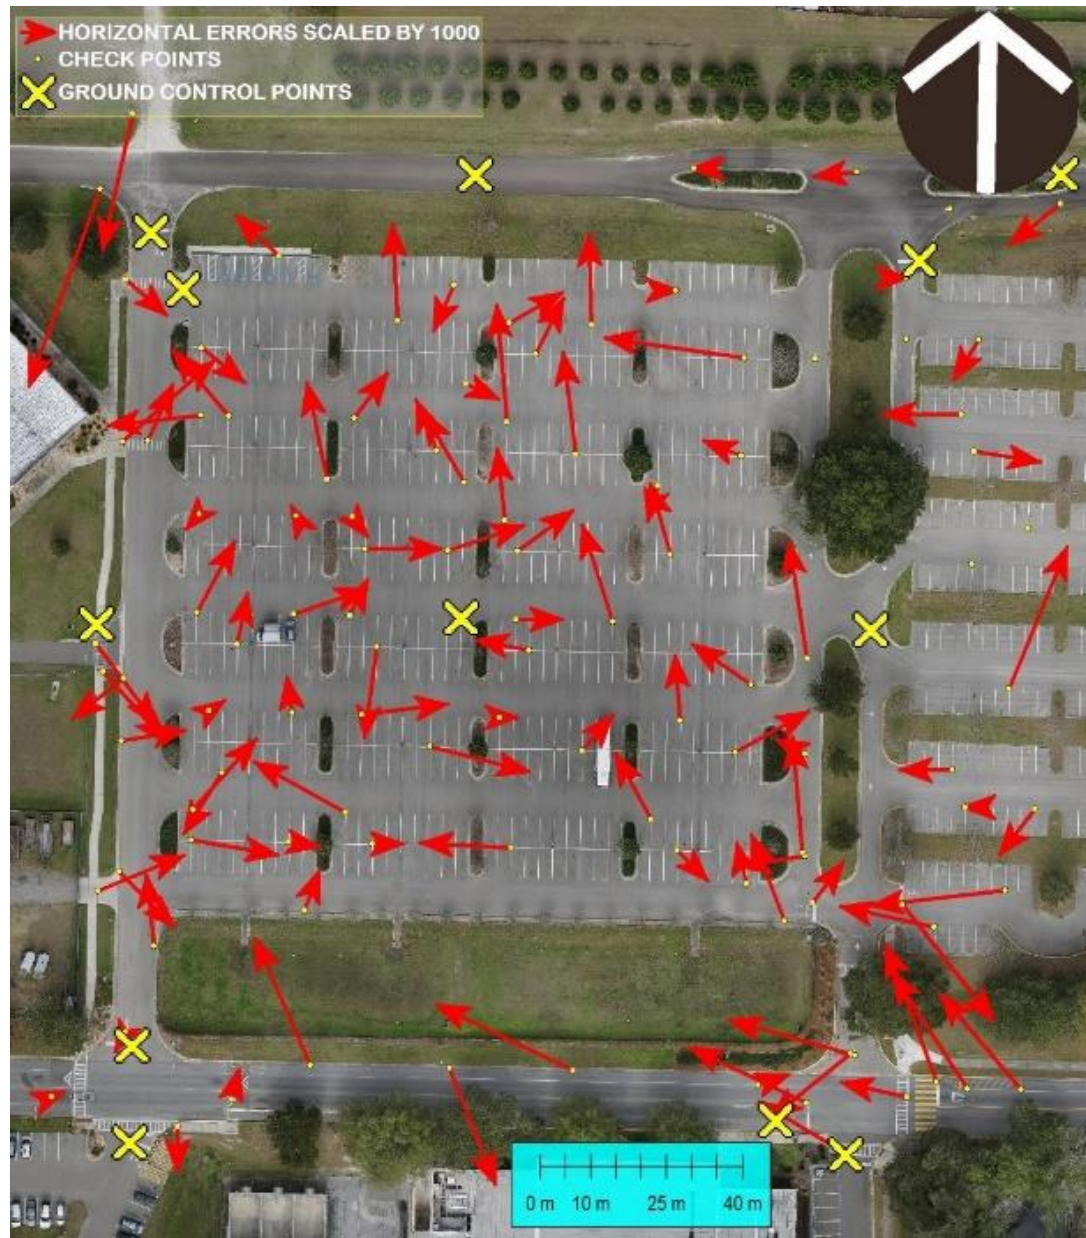 HORIZONTAL ERRORS SCALED BY 1000
CHECK POINTS
GROUND CONTROL POINTS
0 m 10 m 25 m 40 m